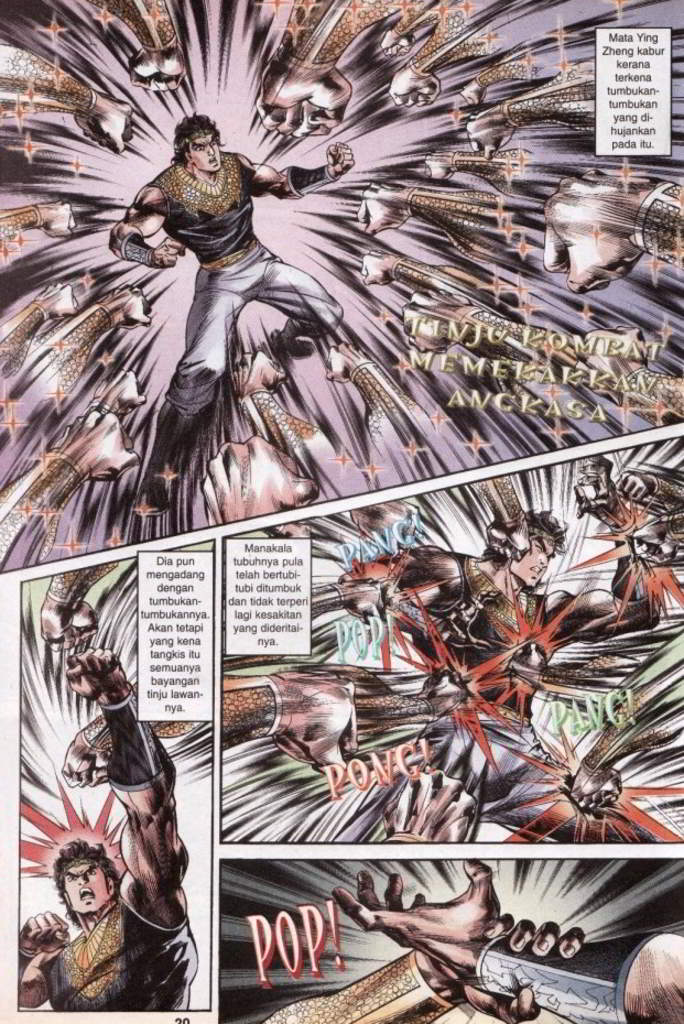 Mata Ying
Zheng kabur
kerana
terkena
tumbukan-
tumbukan
yang di-
hujankan
pada itu.
TINJU KOMBAT
MEMEKAKKAN
ANGKASA
Dia pun
mengadang
dengan
tumbukan-
tumbukannya.
Akan tetapi
yang kena
tangkis itu
semuanya
bayangan
tinju lawan-
nya.
Manakala
tubuhnya pula
telah bertubi-
tubi ditumbuk
dan tidak terperi
lagi kesakitan
yang dideritai-
nya.
PANG!
POP!
PANG!
PONG!
POP!
20